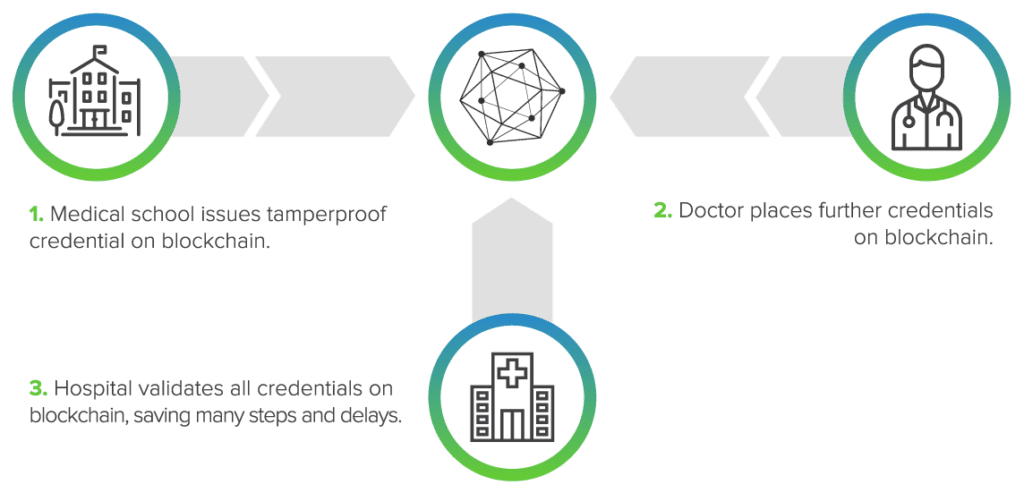 1. Medical school issues tamperproof
credential on blockchain.
2. Doctor places further credentials
on blockchain.
3. Hospital validates all credentials on
blockchain, saving many steps and delays.